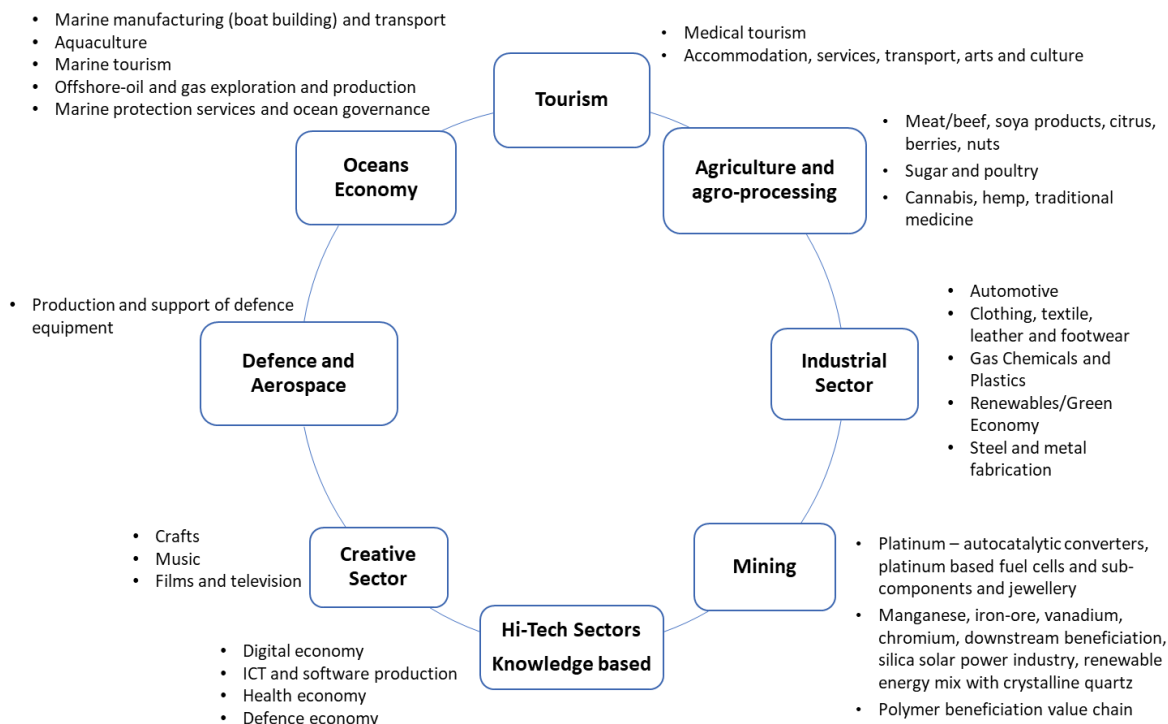 • Marine manufacturing (boat building) and transport
• Aquaculture
• Marine tourism
• Offshore-oil and gas exploration and production
• Marine protection services and ocean governance
Oceans
Economy
Tourism
• Medical tourism
• Accommodation, services, transport, arts and culture
Agriculture and
agro-processing
• Meat/beef, soya products, citrus,
berries, nuts
• Sugar and poultry
• Cannabis, hemp, traditional
medicine
• Production and support of defence
equipment
Defence and
Aerospace
Industrial
Sector
• Automotive
• Clothing, textile,
leather and footwear
• Gas Chemicals and
Plastics
• Renewables/Green
Economy
• Steel and metal
fabrication
• Crafts
• Music
• Films and television
Creative
Sector
Mining
• Platinum – autocatalytic converters,
platinum based fuel cells and sub-
components and jewellery
• Manganese, iron-ore, vanadium,
chromium, downstream beneficiation,
silica solar power industry, renewable
energy mix with crystalline quartz
• Polymer beneficiation value chain
Hi-Tech Sectors
Knowledge based
• Digital economy
• ICT and software production
• Health economy
• Defence economy